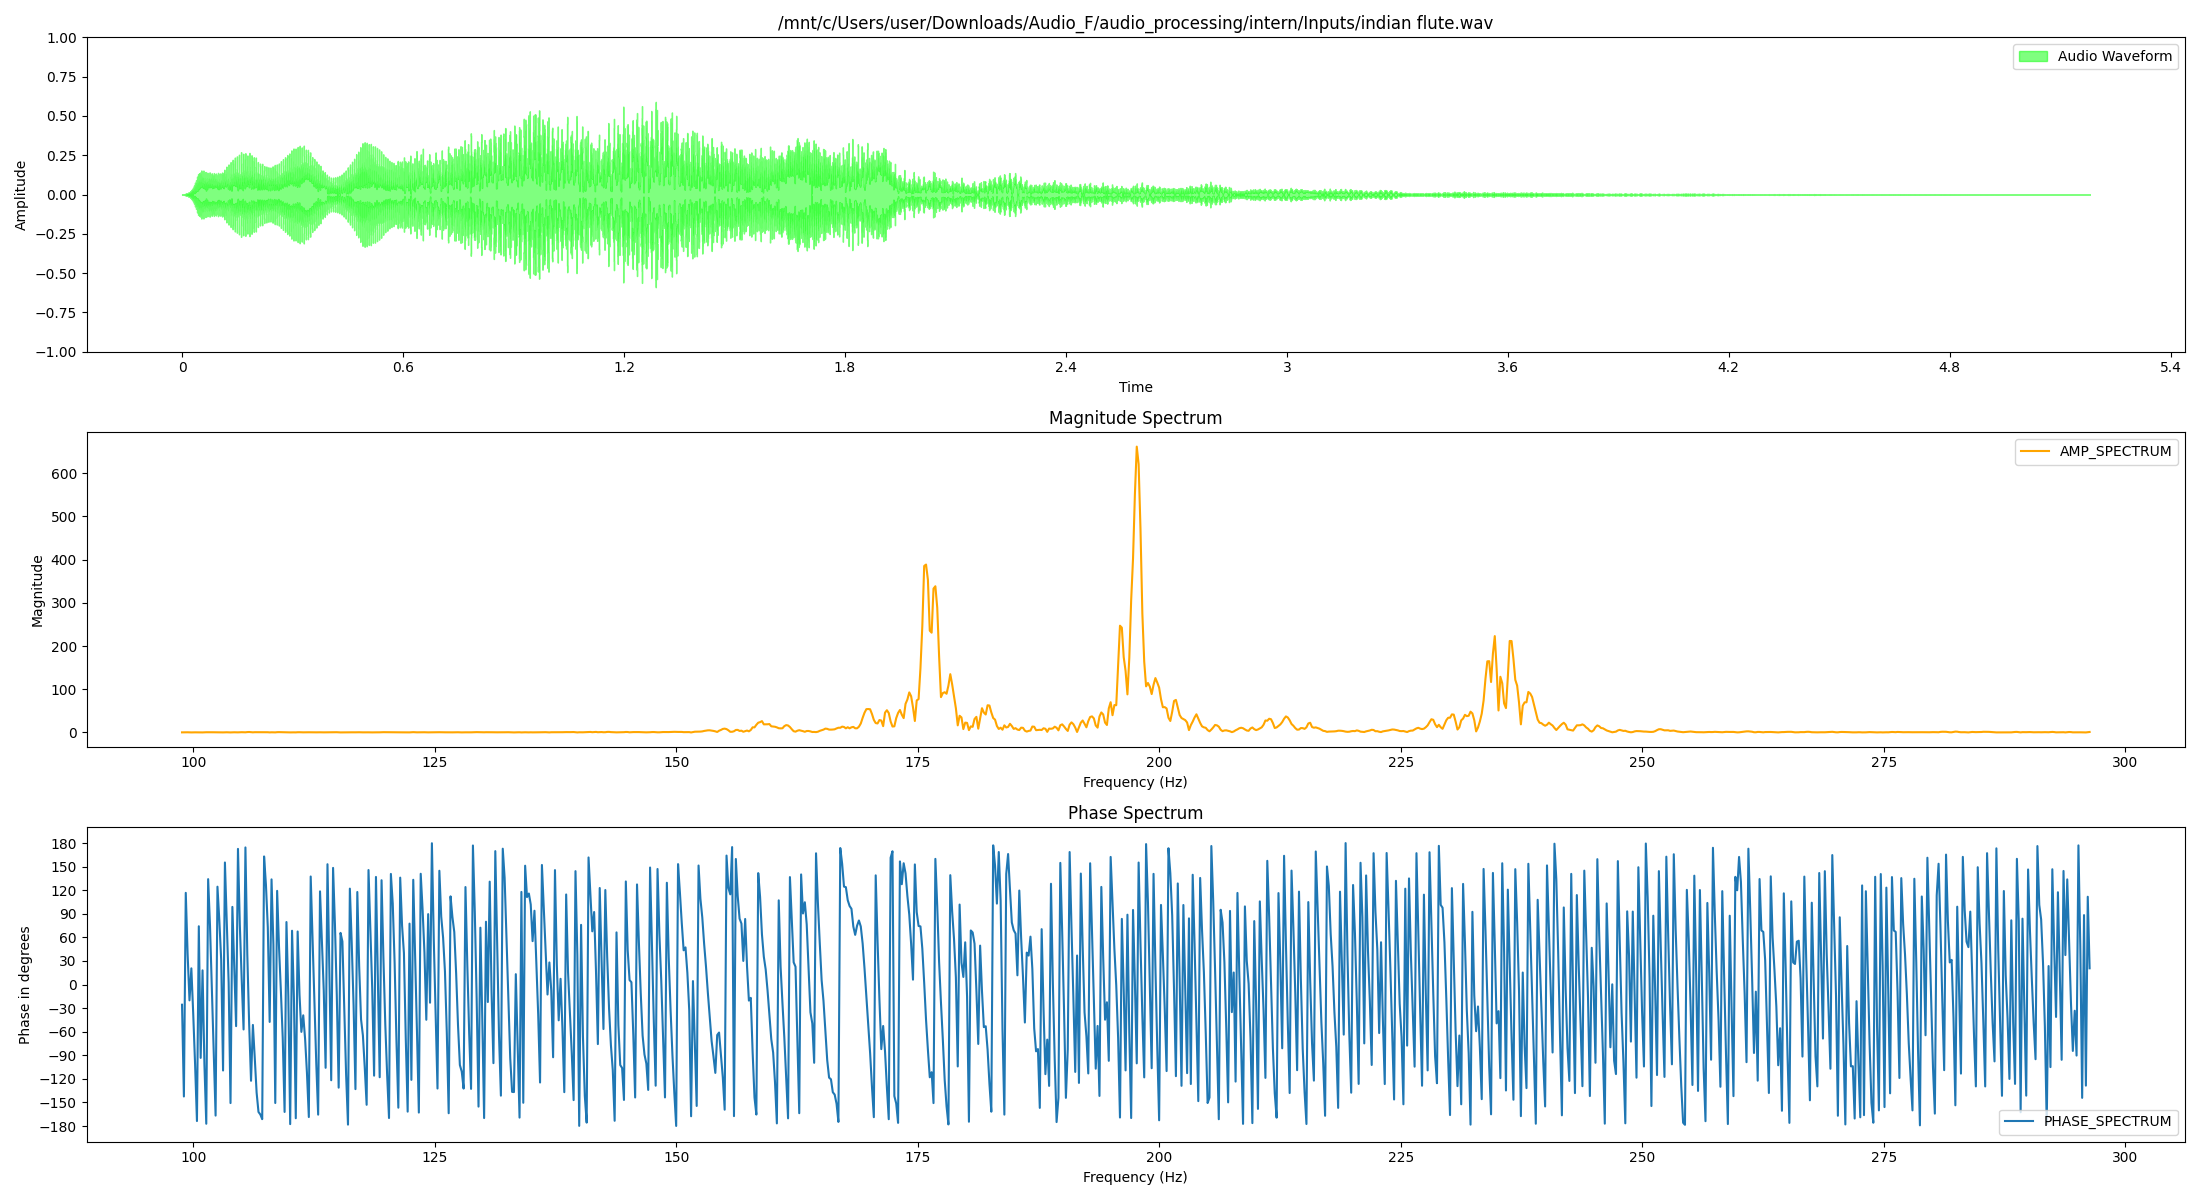 /mnt/c/Users/user/Downloads/Audio_F/audio_processing/intern/Inputs/indian flute.wav
1.00
0.75
0.50
0.25
0.00
−0.25
−0.50
−0.75
−1.00
Amplitude
Audio Waveform
0 0.6 1.2 1.8 2.4 3 3.6 4.2 4.8 5.4
Time
Magnitude Spectrum
600
500
400
300
200
100
0
Magnitude
AMP_SPECTRUM
100 125 150 175 200 225 250 275 300
Frequency (Hz)
Phase Spectrum
180
150
120
90
60
30
0
−30
−60
−90
−120
−150
−180
Phase in degrees
PHASE_SPECTRUM
100 125 150 175 200 225 250 275 300
Frequency (Hz)